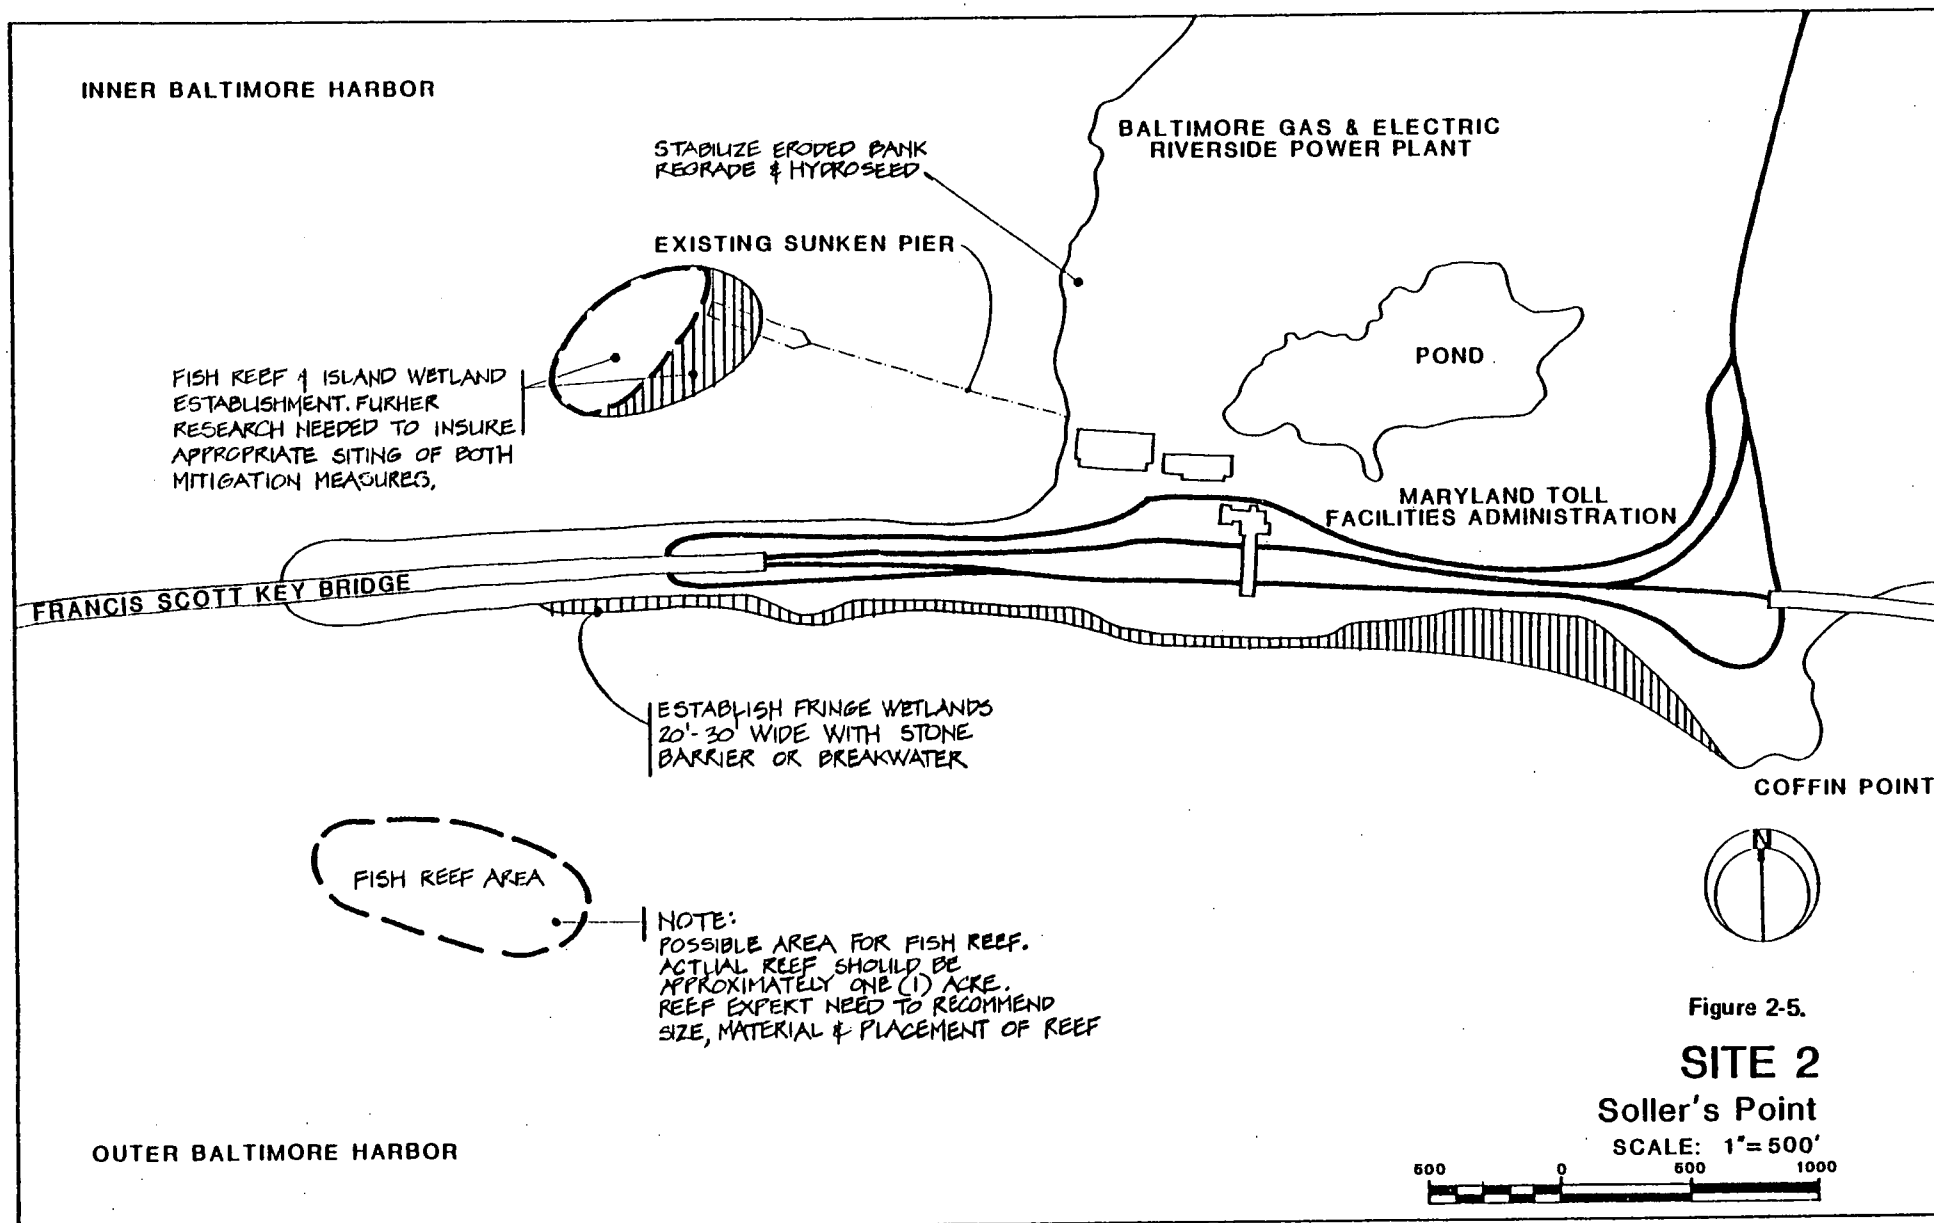 INNER BALTIMORE HARBOR
BALTIMORE GAS & ELECTRIC
RIVERSIDE POWER PLANT
STABILIZE ERODED BANK
REGRADE & HYDROSEED
EXISTING SUNKEN PIER
POND
FISH REEF & ISLAND WETLAND
ESTABLISHMENT. FURHER
RESEARCH NEEDED TO INSURE
APPROPRIATE SITING OF BOTH
MITIGATION MEASURES,
MARYLAND TOLL
FACILITIES ADMINISTRATION
FRANCIS SCOTT KEY BRIDGE
ESTABLISH FRINGE WETLANDS
20'-30' WIDE WITH STONE
BARRIER OR BREAKWATER
COFFIN POINT
N
FISH REEF AREA
NOTE:
POSSIBLE AREA FOR FISH REEF.
ACTUAL REEF SHOULD BE
APPROXIMATELY ONE (1) ACRE.
REEF EXPERT NEED TO RECOMMEND
SIZE, MATERIAL & PLACEMENT OF REEF
Figure 2-5.
SITE 2
Soller's Point
SCALE: 1"=500'
500 0 500 1000
OUTER BALTIMORE HARBOR